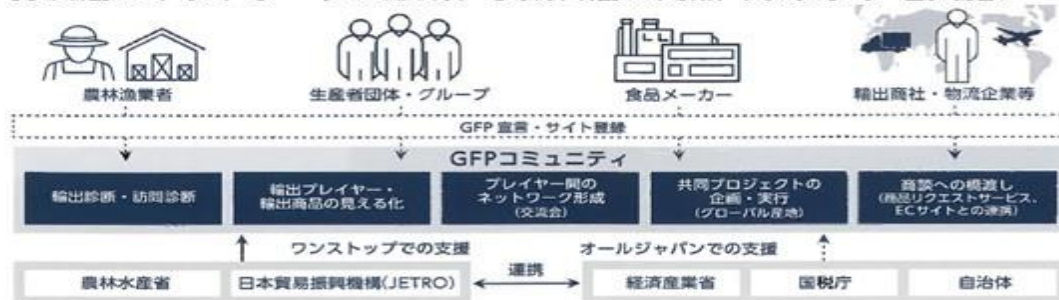 農林漁業者
生産者団体・グループ
食品メーカー
輸出商社・物流企業等
GFP宣言・サイト登録
GFPコミュニティ
輸出診断・訪問診断
輸出プレイヤー・
輸出商品の見える化
プレイヤー間の
ネットワーク形成
(交流会)
共同プロジェクトの
企画・実行
(グローバル産地)
商談への橋渡し
(商品リクエストサービス、
ECサイトとの連携)
ワンストップでの支援
オールジャパンでの支援
農林水産省
日本貿易振興機構(JETRO)
連携
経済産業省
国税庁
自治体